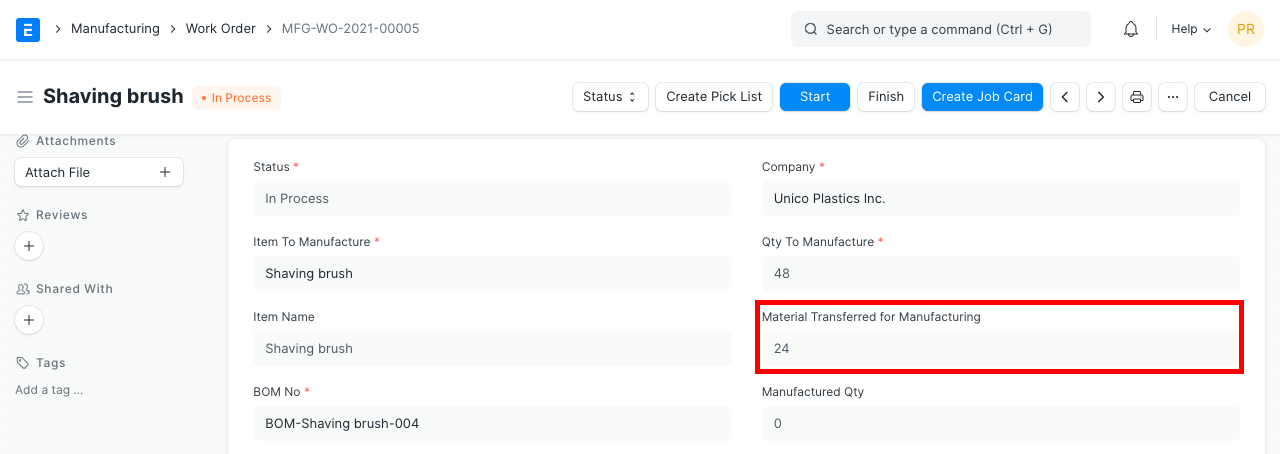 E Manufacturing Work Order MFG-WO-2021-00005 Search or type a command (Ctrl + G) Help PR
Shaving brush • In Process Status Create Pick List Start Finish Create Job Card ··· Cancel
Attachments
Attach File +
Reviews
+
Shared With
+
Tags
Add a tag ...
Status * Company *
In Process Unico Plastics Inc.
Item To Manufacture * Qty To Manufacture *
Shaving brush 48
Item Name Material Transferred for Manufacturing
Shaving brush 24
BOM No * Manufactured Qty
BOM-Shaving brush-004 0